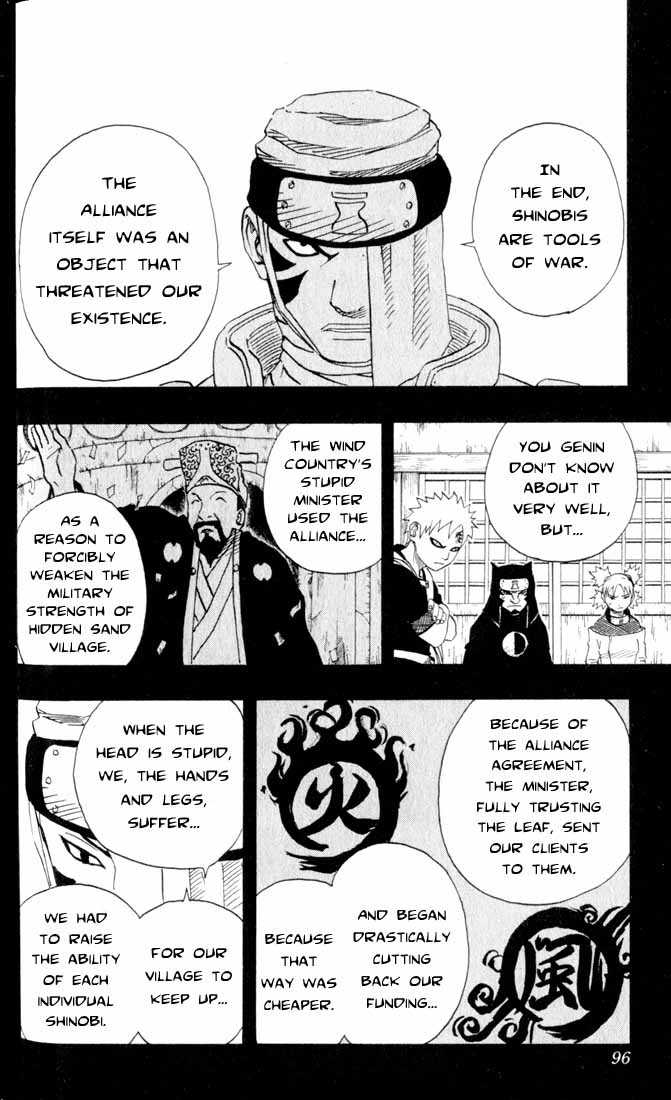 IN
THE END,
SHINOBIS
ARE TOOLS
OF WAR.
THE
ALLIANCE
ITSELF WAS AN
OBJECT THAT
THREATENED OUR
EXISTENCE.
YOU GENIN
DON'T KNOW
ABOUT IT
VERY WELL,
BUT...
THE WIND
COUNTRY'S
STUPID
MINISTER
USED THE
ALLIANCE...
AS A
REASON TO
FORCIBLY
WEAKEN THE
MILITARY
STRENGTH OF
HIDDEN SAND
VILLAGE.
BECAUSE OF
THE ALLIANCE
AGREEMENT,
THE MINISTER,
FULLY TRUSTING
THE LEAF, SENT
OUR CLIENTS
TO THEM.
火
風
AND BEGAN
DRASTICALLY
CUTTING
BACK OUR
FUNDING...
BECAUSE
THAT
WAY WAS
CHEAPER.
WHEN THE
HEAD IS STUPID,
WE, THE HANDS
AND LEGS,
SUFFER...
FOR OUR
VILLAGE TO
KEEP UP...
WE HAD
TO RAISE
THE ABILITY
OF EACH
INDIVIDUAL
SHINOBI.
96